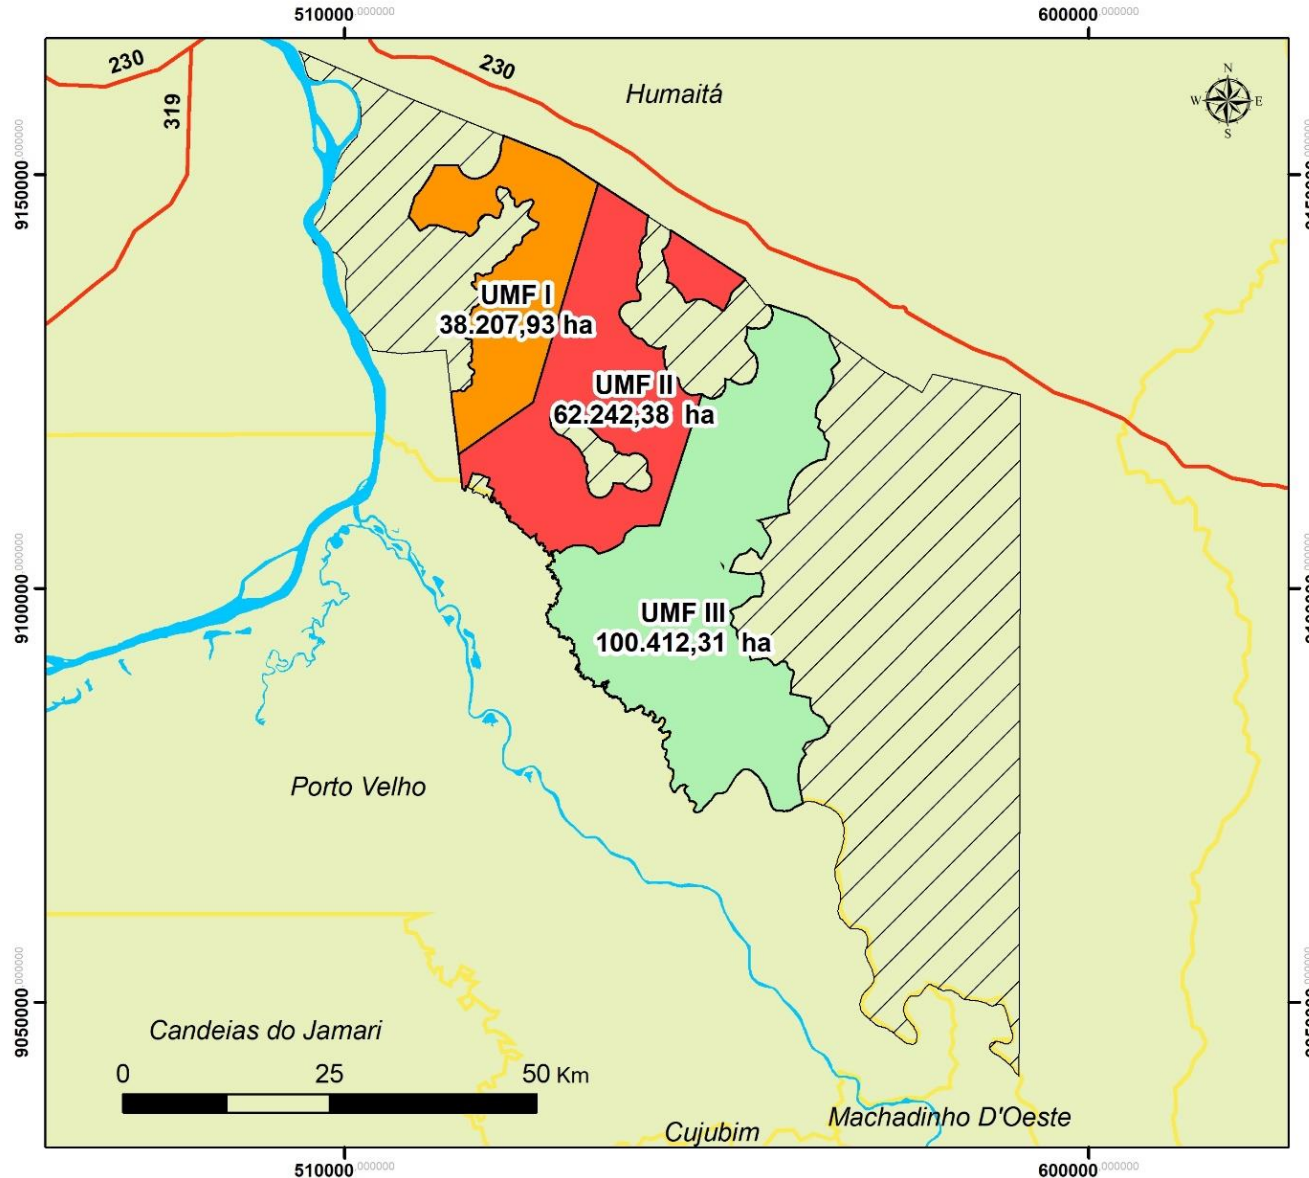 510000.000000
600000.000000
230
230
319
Humaitá
N
W
E
S
9150000.000000
UMF I
38.207,93 ha
UMF II
62.242,38 ha
9100000.000000
UMF III
100.412,31 ha
Porto Velho
9050000.000000
Candeias do Jamari
0
25
50 Km
Machadinho D'Oeste
Cujubim
510000.000000
600000.000000